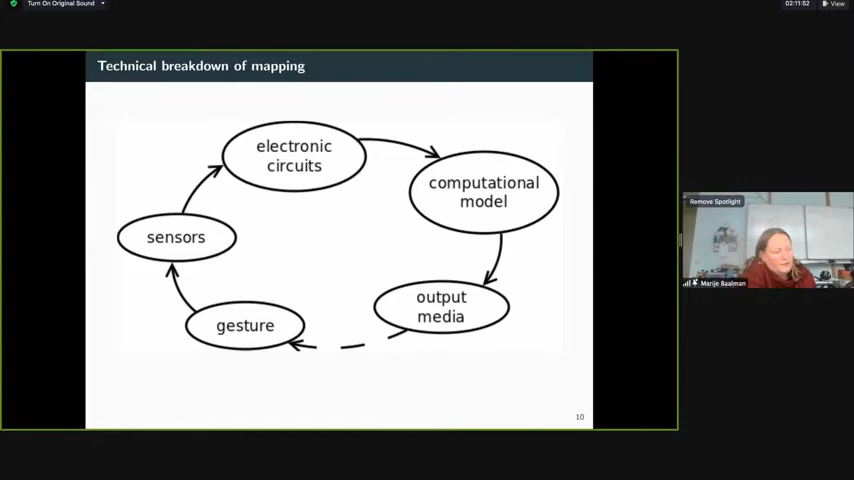 Turn On Original Sound
02:11:52
View
Technical breakdown of mapping
electronic
circuits
computational
model
sensors
output
media
gesture
10
Remove Spotlight
Marije Baalman